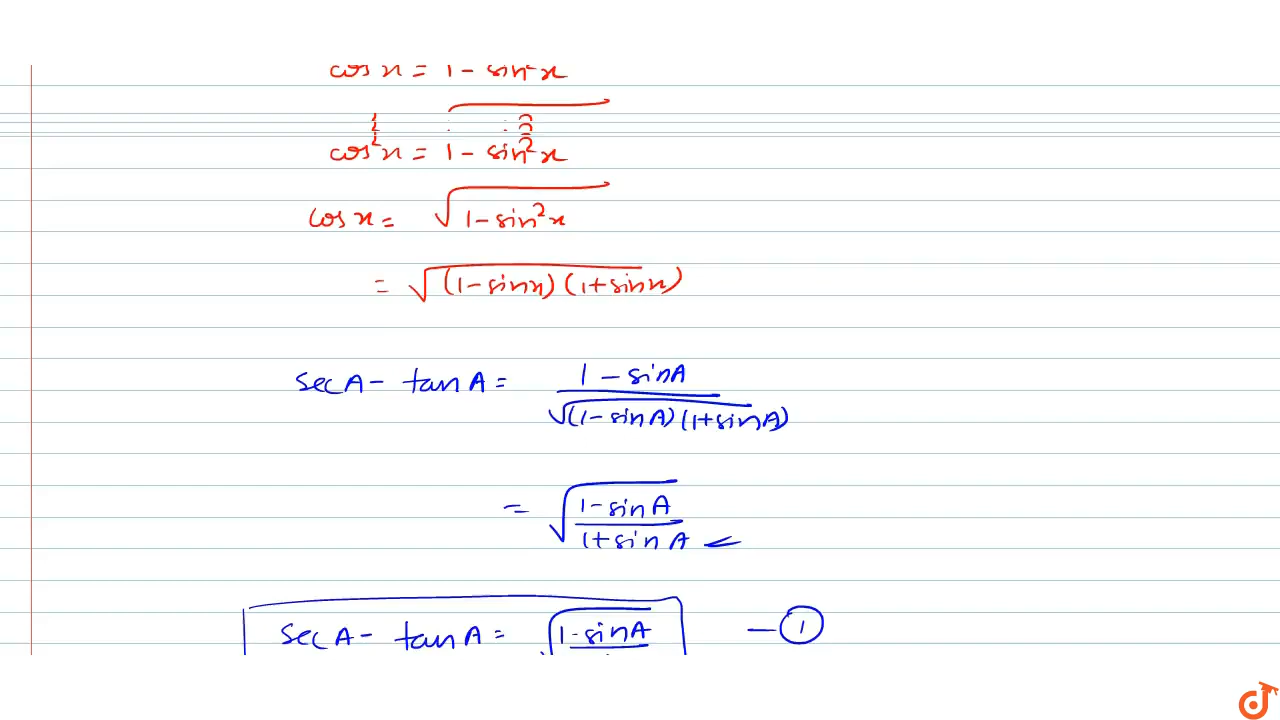 cos x = 1 - sin² x
cos²x = 1 - sin²x
cos x = √(1 - sin²x)
= √((1 - sin x) (1 + sin x))
sec A - tan A = (1 - sin A) / √((1 - sin A) (1 + sin A))
= √((1 - sin A) / (1 + sin A))
sec A - tan A = √(1 - sin A) — ①